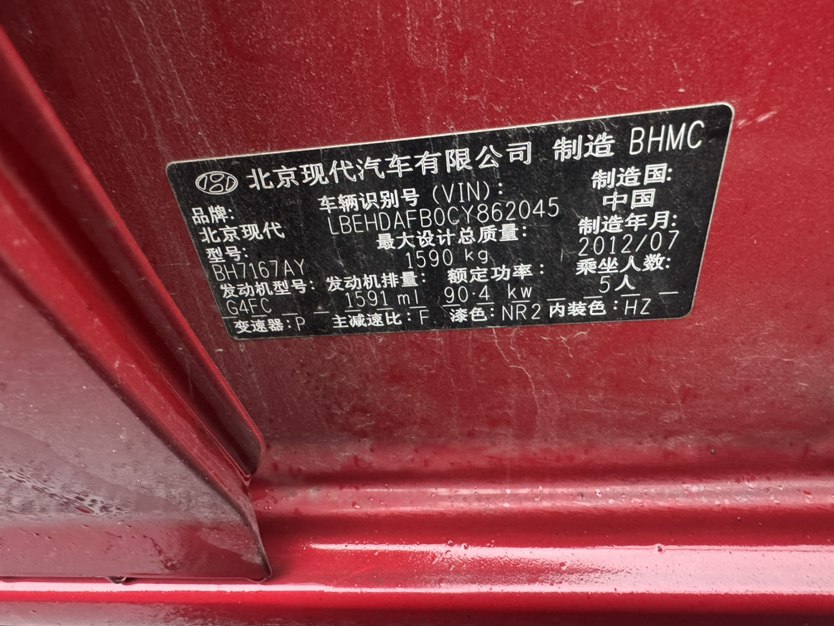 北京现代汽车有限公司 制造 BHMC
品牌: 车辆识别号 (VIN): 制造国:
北京现代 LBEHDAFB0CY862045 中国
型号: 最大设计总质量: 制造年月:
BH7167AY 1590 kg 2012/07
发动机型号: 发动机排量: 额定功率: 乘坐人数:
G4FC 1591 ml 90.4 kw 5人
变速器:P 主减速比:F 漆色:NR2 内装色:HZ